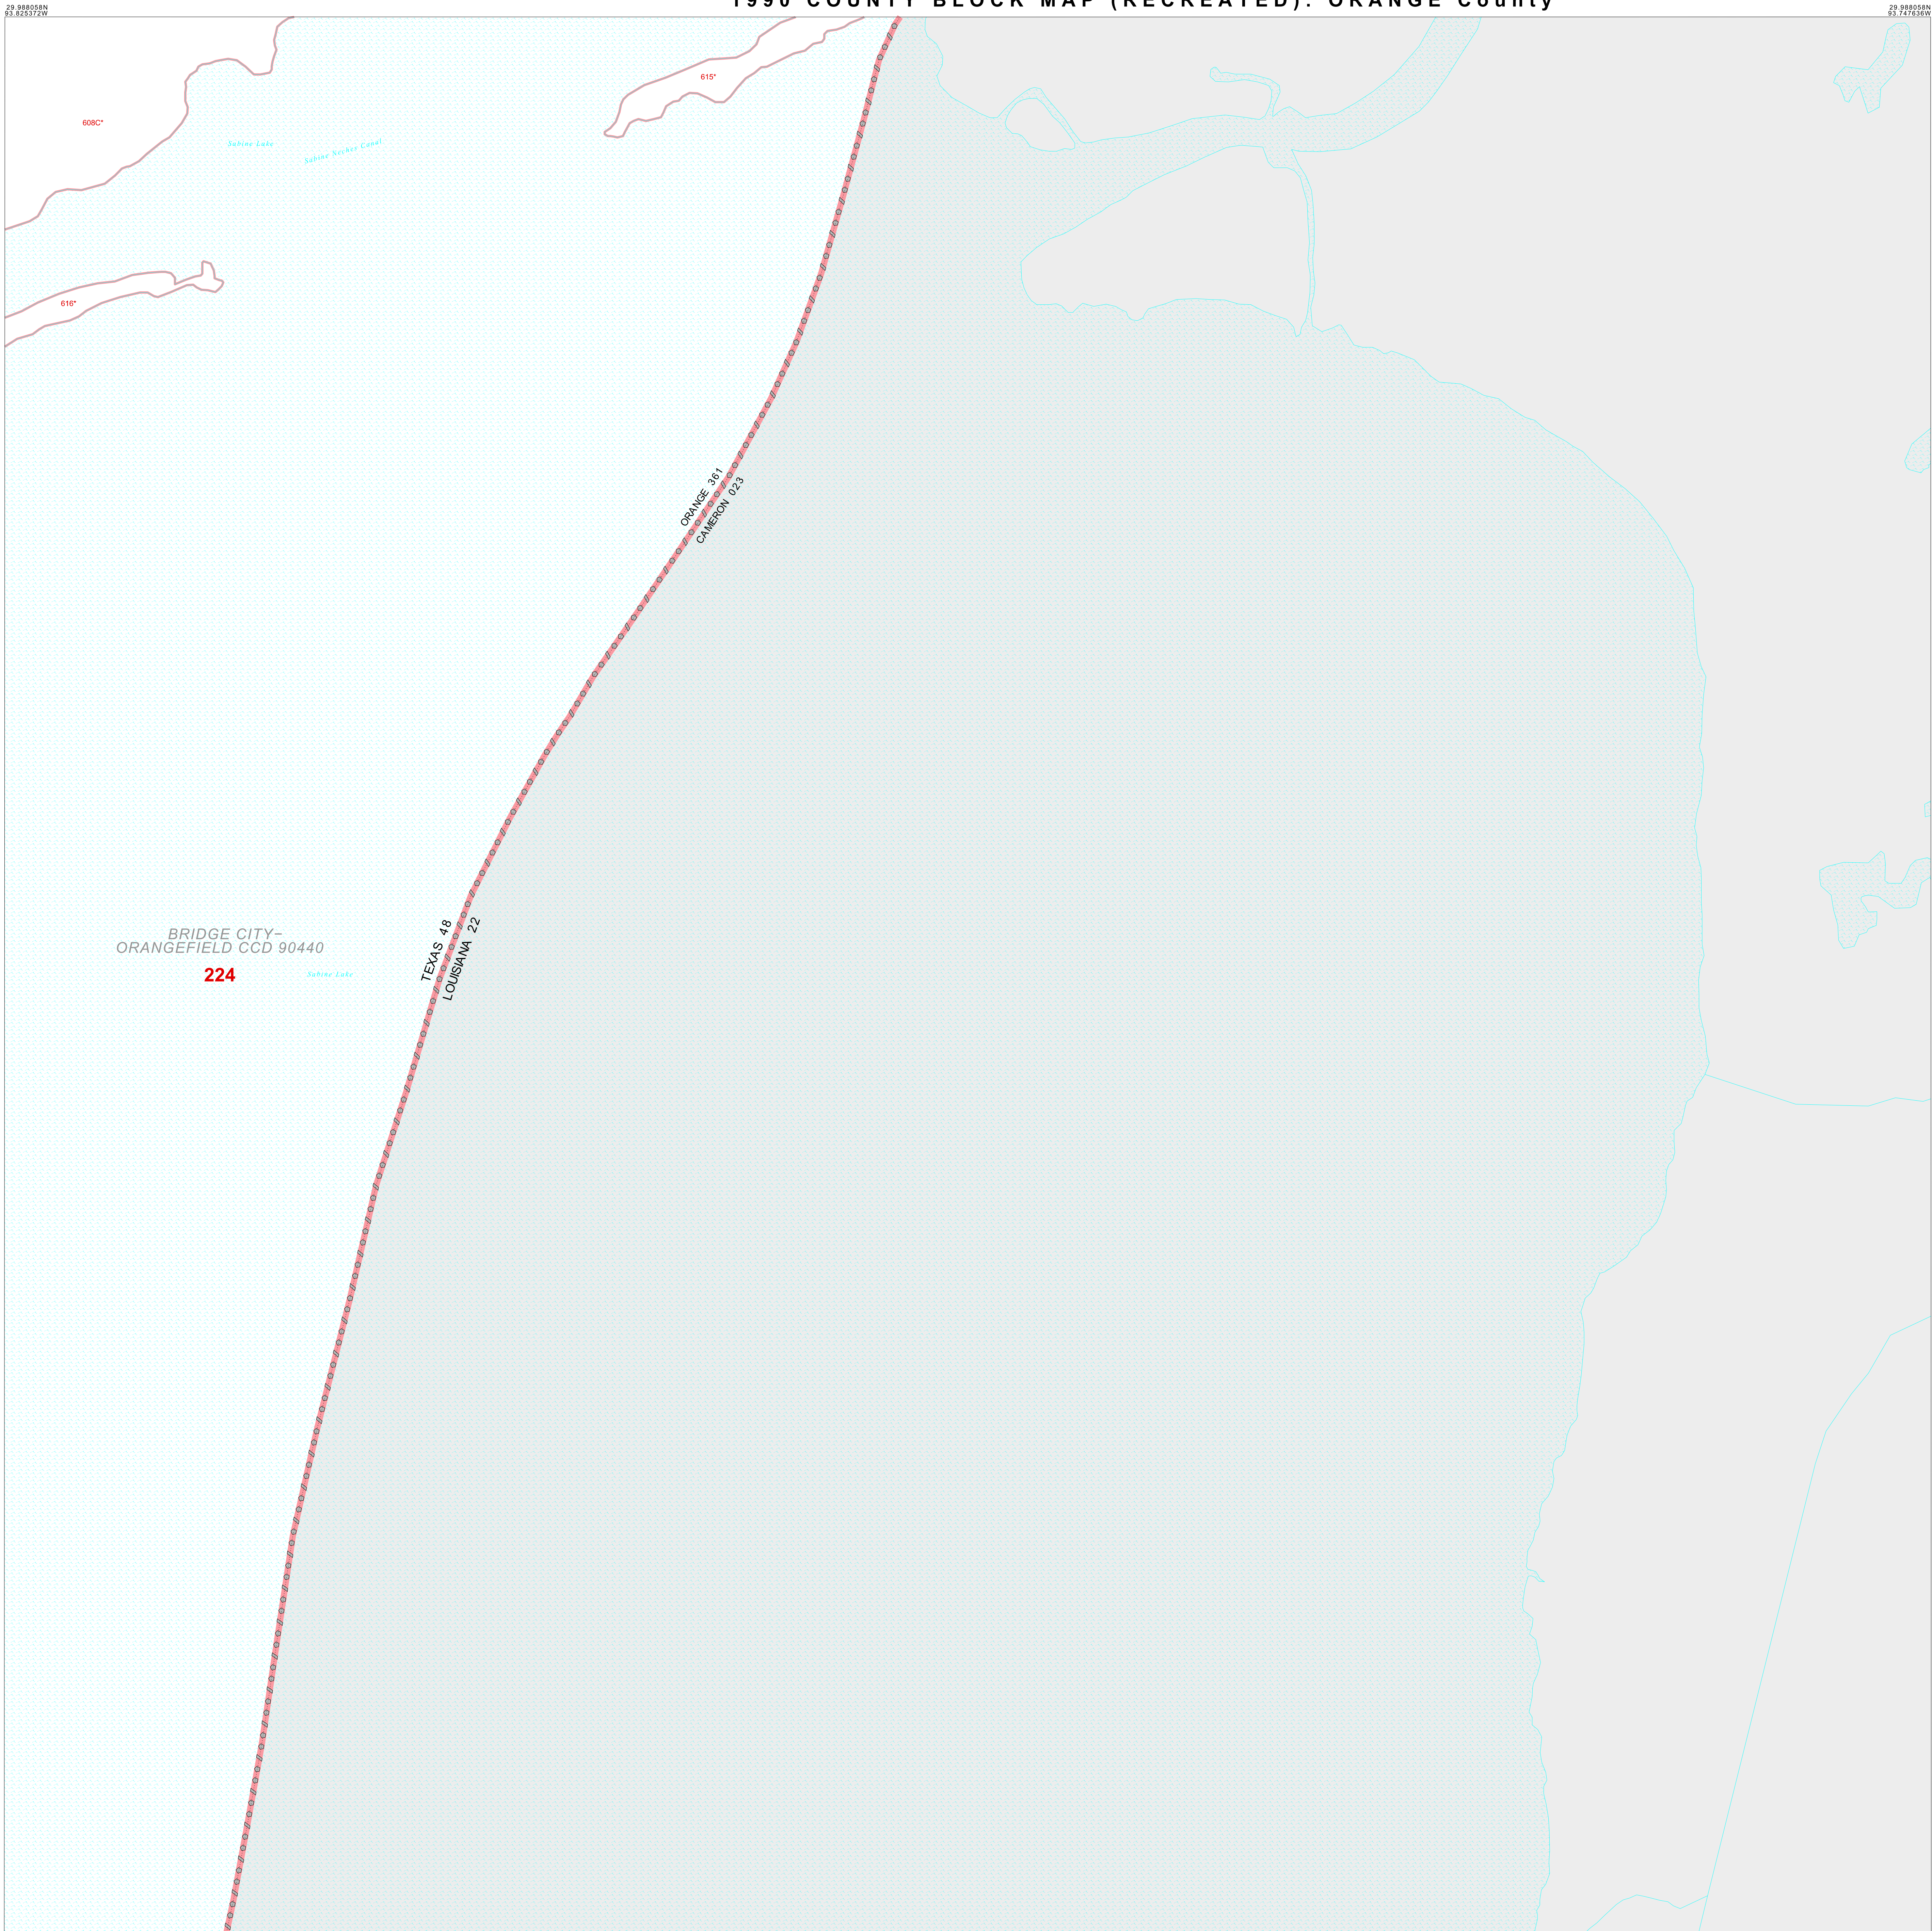 1990 COUNTY BLOCK MAP (RECREATED): ORANGE County
29.988058N
93.825372W
29.988058N
93.747636W
615*
608C*
Sabine Lake
Sabine Neches Canal
616*
ORANGE 361
CAMERON 023
TEXAS 48
LOUISIANA 22
BRIDGE CITY-
ORANGEFIELD CCD 90440
224
Sabine Lake